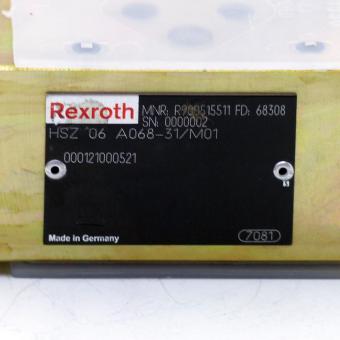 Rexroth MNR: R900515511 FD: 68308
SN: 0000002
HSZ 06 A068-31/M01
000121000521
Made in Germany 7081